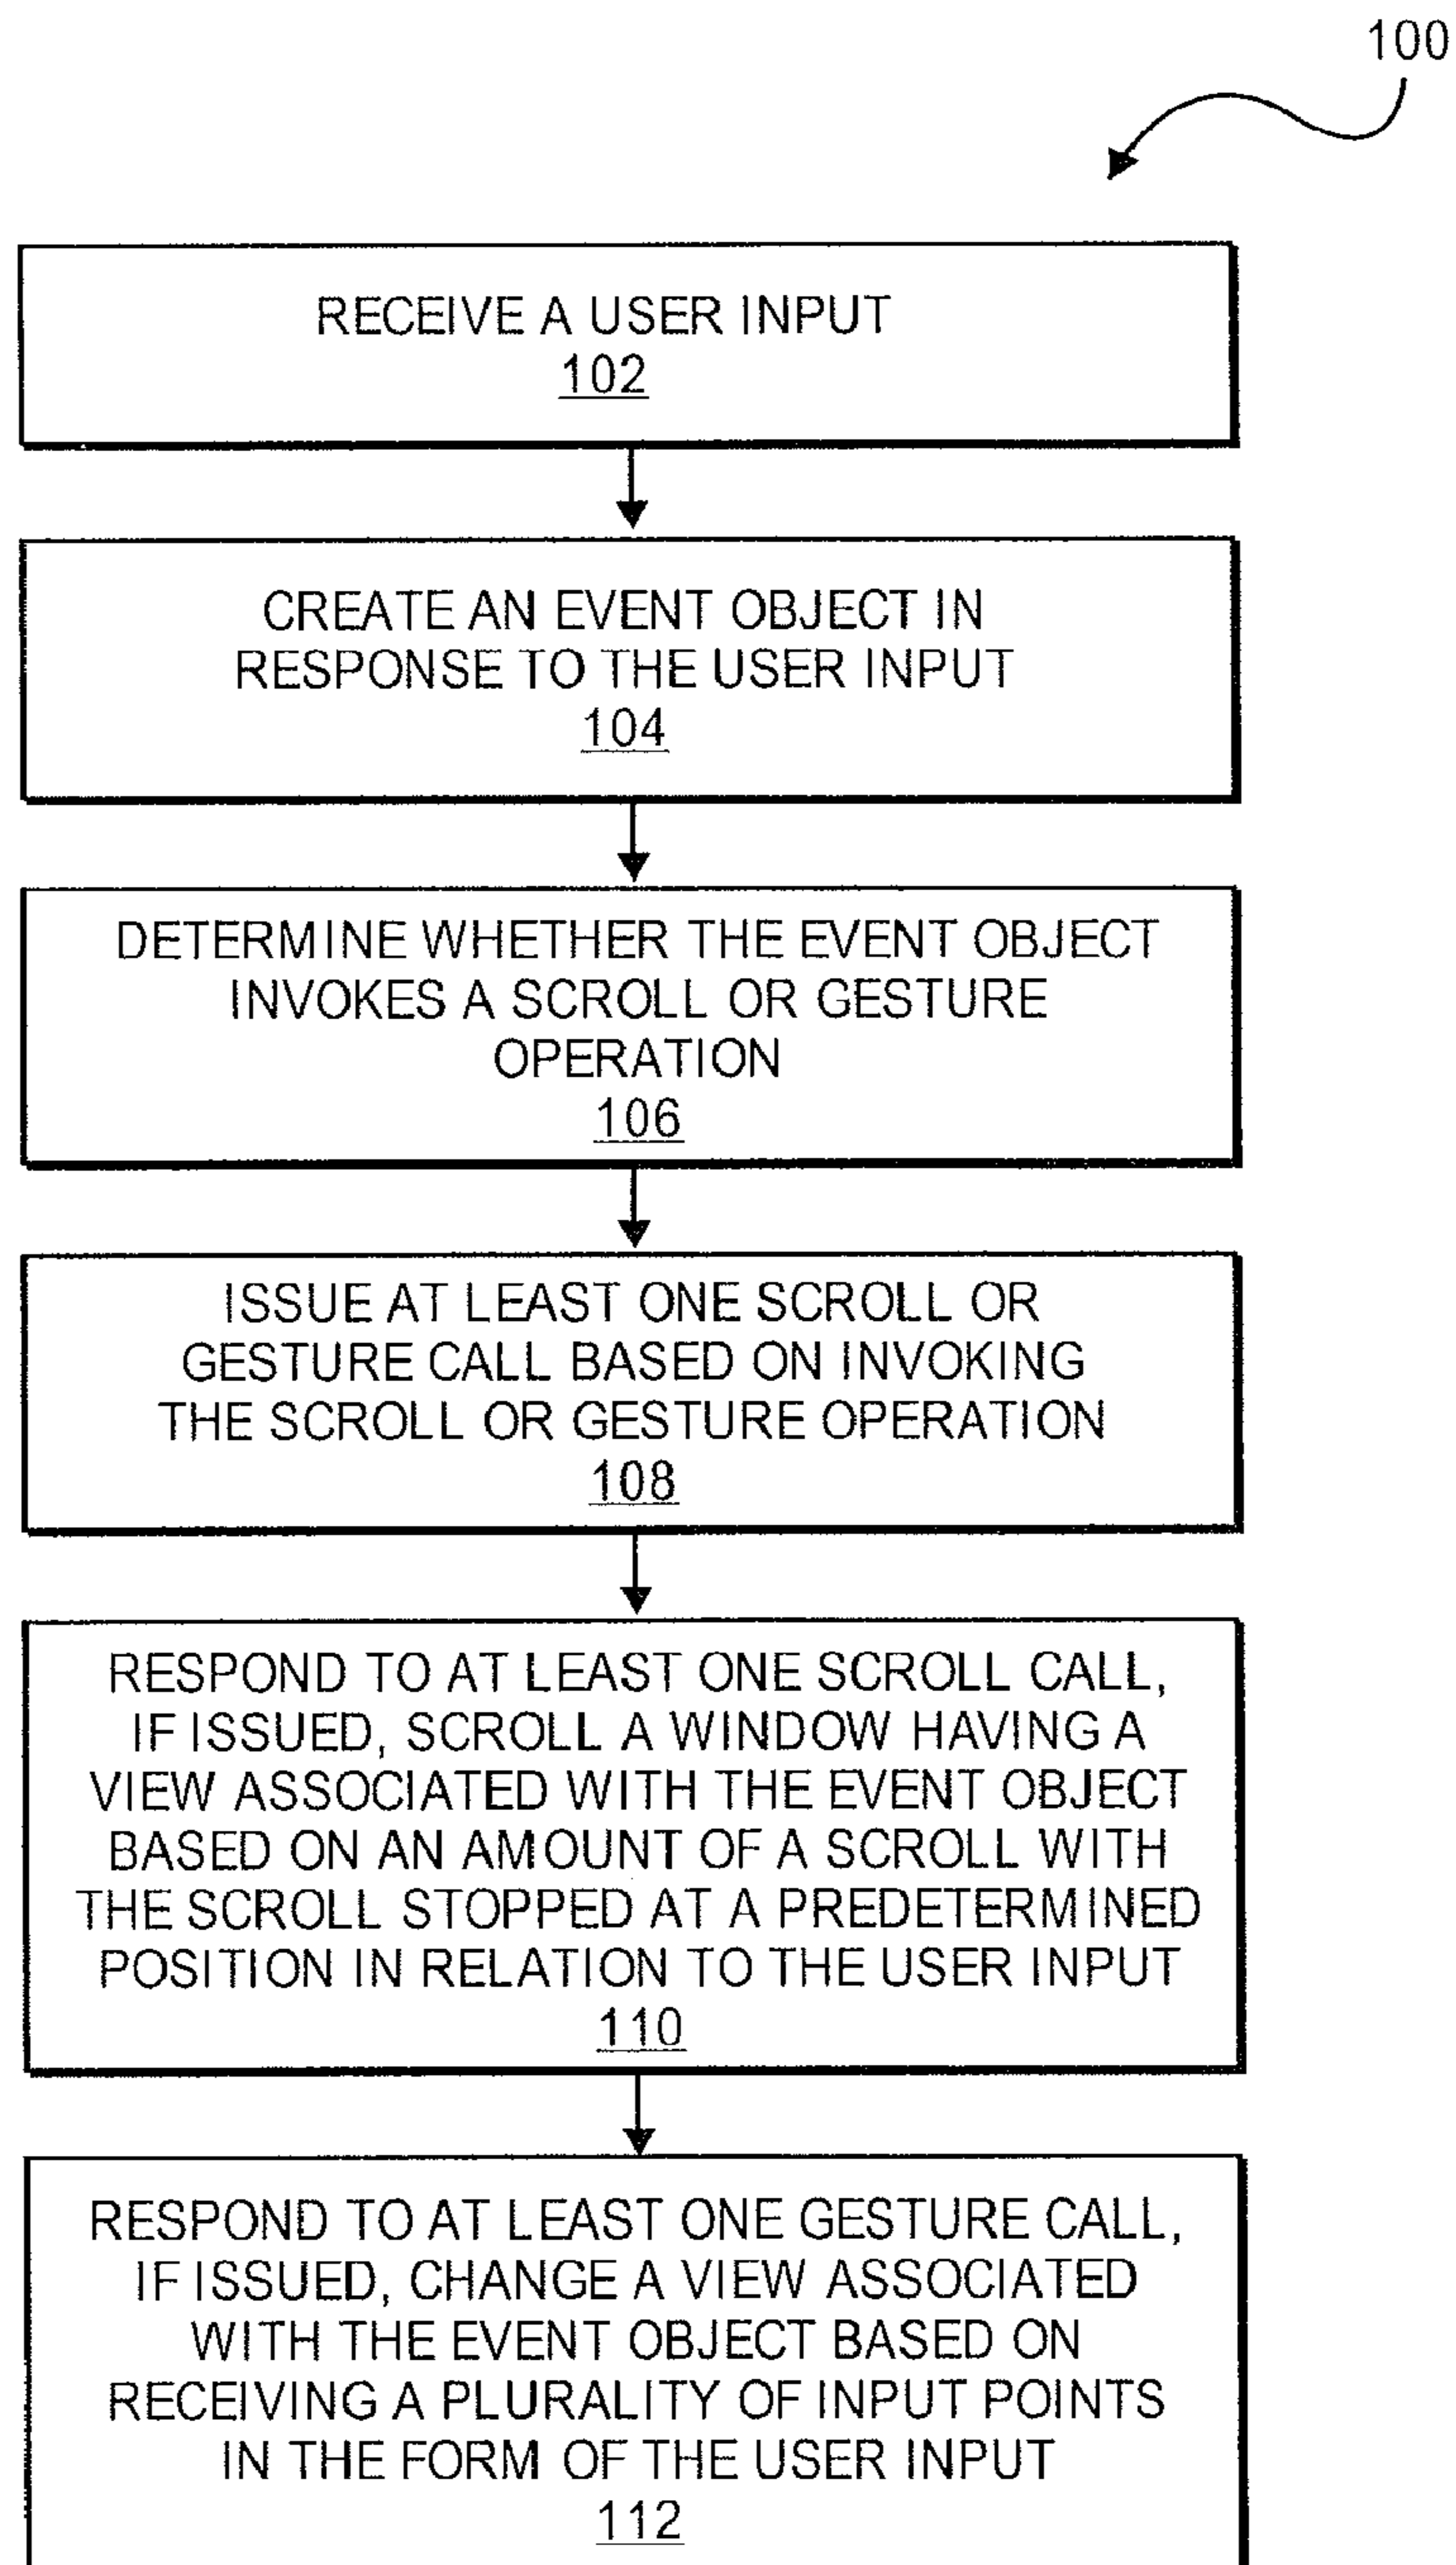 100
RECEIVE A USER INPUT
102
CREATE AN EVENT OBJECT IN
RESPONSE TO THE USER INPUT
104
DETERMINE WHETHER THE EVENT OBJECT
INVOKES A SCROLL OR GESTURE
OPERATION
106
ISSUE AT LEAST ONE SCROLL OR
GESTURE CALL BASED ON INVOKING
THE SCROLL OR GESTURE OPERATION
108
RESPOND TO AT LEAST ONE SCROLL CALL,
IF ISSUED, SCROLL A WINDOW HAVING A
VIEW ASSOCIATED WITH THE EVENT OBJECT
BASED ON AN AMOUNT OF A SCROLL WITH
THE SCROLL STOPPED AT A PREDETERMINED
POSITION IN RELATION TO THE USER INPUT
110
RESPOND TO AT LEAST ONE GESTURE CALL,
IF ISSUED, CHANGE A VIEW ASSOCIATED
WITH THE EVENT OBJECT BASED ON
RECEIVING A PLURALITY OF INPUT POINTS
IN THE FORM OF THE USER INPUT
112